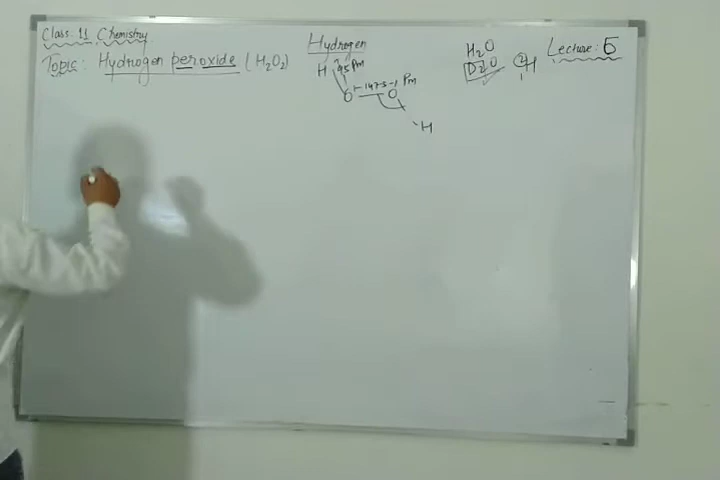 Class: 11 Chemistry
Hydrogen
Lecture: 5
Topic: Hydrogen peroxide (H₂O₂)
H 95 Pm
O 147.5 Pm O
H
H₂O
D₂O
H